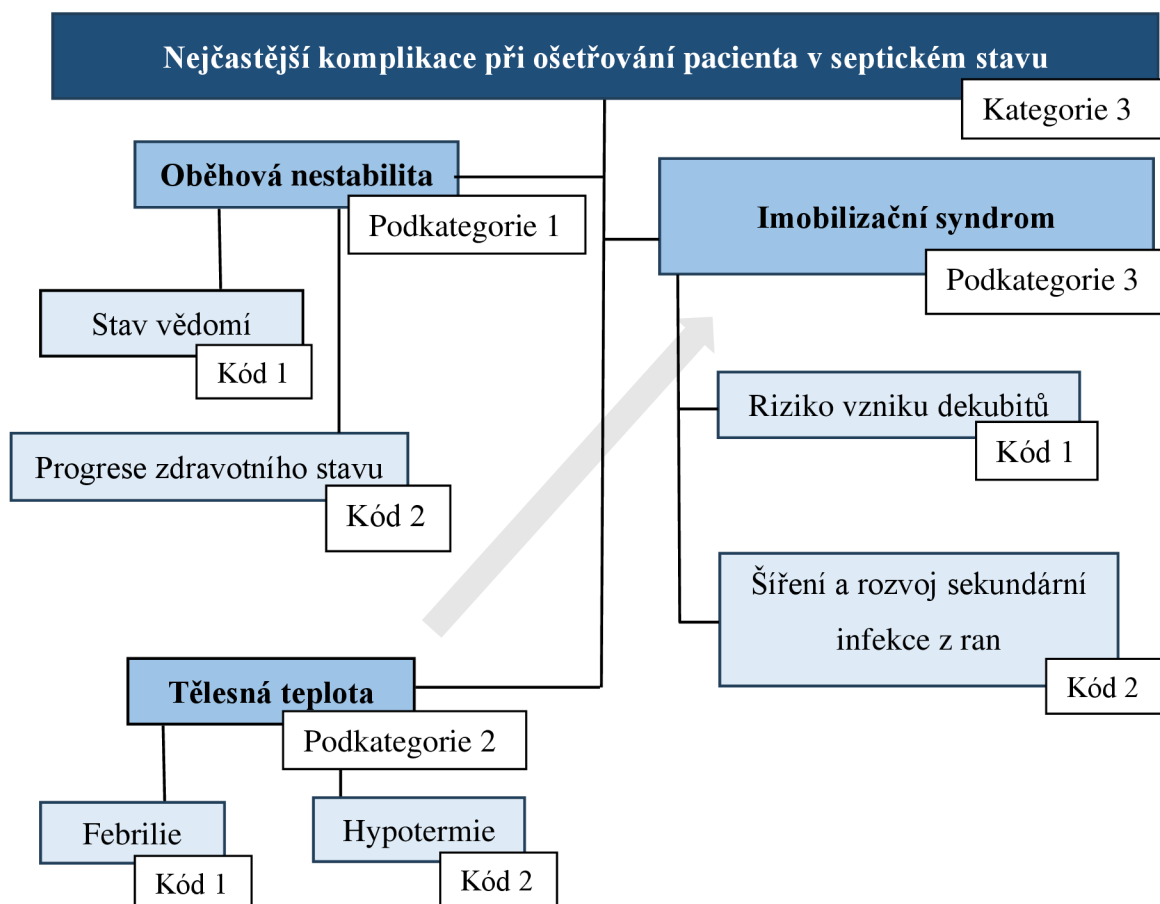 Nejčastější komplikace při ošetřování pacienta v septickém stavu
Kategorie 3
Oběhová nestabilita
Podkategorie 1
Stav vědomí
Kód 1
Progrese zdravotního stavu
Kód 2
Tělesná teplota
Podkategorie 2
Febrilie
Kód 1
Hypotermie
Kód 2
Imobilizační syndrom
Podkategorie 3
Riziko vzniku dekubitů
Kód 1
Šíření a rozvoj sekundární
infekce z ran
Kód 2